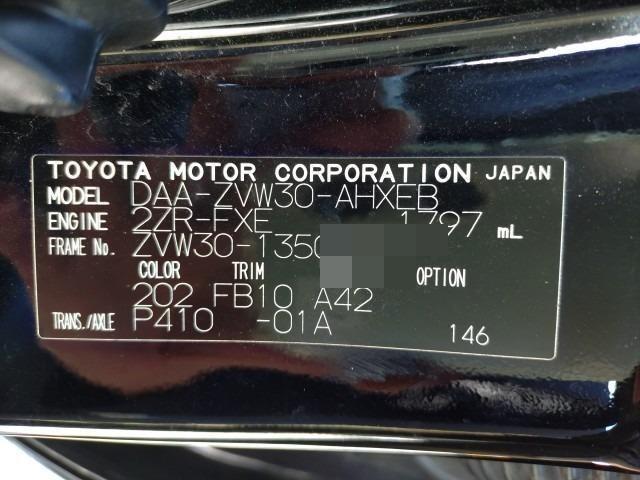 TOYOTA MOTOR CORPORATION JAPAN
MODEL DAA-ZVW30-AHXEB
ENGINE 2ZR-FXE 1797 mL
FRAME No. ZVW30-1350
COLOR TRIM OPTION
202 FB10 A42
TRANS./AXLE P410 -01A 146